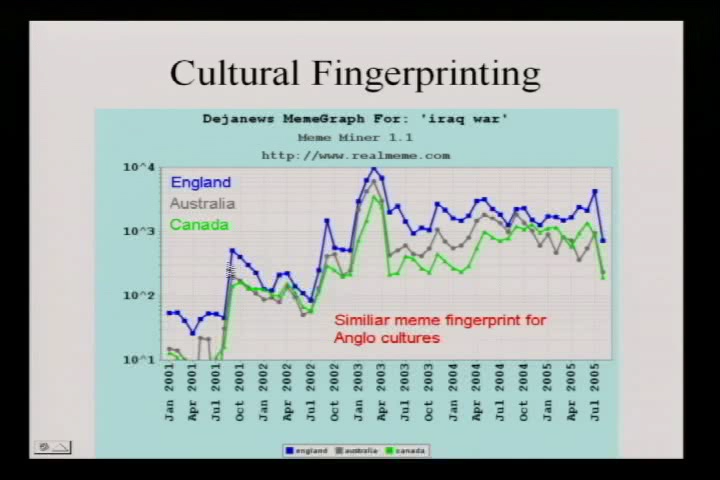 Cultural Fingerprinting
Dejanews MemeGraph For: 'iraq war'
Meme Miner 1.1
http://www.realmeme.com
10^4
England
Australia
10^3
Canada
10^2
Similiar meme fingerprint for
Anglo cultures
10^1
Jan 2001
Apr 2001
Jul 2001
Oct 2001
Jan 2002
Apr 2002
Jul 2002
Oct 2002
Jan 2003
Apr 2003
Jul 2003
Oct 2003
Jan 2004
Apr 2004
Jul 2004
Oct 2004
Jan 2005
Apr 2005
Jul 2005
england australia canada